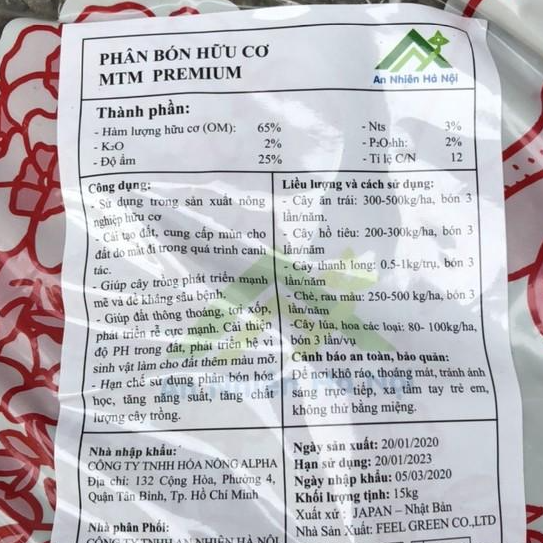 PHÂN BÓN HỮU CƠ
MTM PREMIUM
An Nhiên Hà Nội
Thành phần:
- Hàm lượng hữu cơ (OM): 65%
- K2O 2%
- Độ ẩm 25%
- Nts 3%
- P2O5hh: 2%
- Tỉ lệ C/N 12
Công dụng:
- Sử dụng trong sản xuất nông
nghiệp hữu cơ
- Cải tạo đất, cung cấp mùn cho
đất do mất đi trong quá trình canh
tác.
- Giúp cây trồng phát triển mạnh
mẽ và đề kháng sâu bệnh.
- Giúp đất thông thoáng, tơi xốp,
phát triển rễ cực mạnh. Cải thiện
độ PH trong đất, phát triển hệ vi
sinh vật làm cho đất thêm màu mỡ.
- Hạn chế sử dụng phân bón hóa
học, tăng năng suất, tăng chất
lượng cây trồng.
Liều lượng và cách sử dụng:
- Cây ăn trái: 300-500kg/ha, bón 3
lần/năm.
- Cây hồ tiêu: 200-300kg/ha, bón 3
lần/năm
- Cây thanh long: 0.5-1kg/trụ, bón 3
lần/năm
- Chè, rau màu: 250-500 kg/ha, bón 3
lần/năm
-Cây lúa, hoa các loại: 80- 100kg/ha,
bón 3 lần/vụ
Cảnh báo an toàn, bảo quản:
Để nơi khô ráo, thoáng mát, tránh ánh
sáng trực tiếp, xa tầm tay trẻ em,
không thử bằng miệng.
An Nhiên Hà Nội
Nhà nhập khẩu:
CÔNG TY TNHH HÓA NÔNG ALPHA
Địa chỉ: 132 Cộng Hòa, Phường 4,
Quận Tân Bình, Tp. Hồ Chí Minh
Nhà phân Phối:
CÔNG TY TNHH AN NHIÊN HÀ NỘI
Ngày sản xuất: 20/01/2020
Hạn sử dụng: 20/01/2023
Ngày nhập khẩu: 05/03/2020
Khối lượng tịnh: 15kg
Xuất xứ : JAPAN – Nhật Bản
Nhà Sản Xuất: FEEL GREEN CO.,LTD